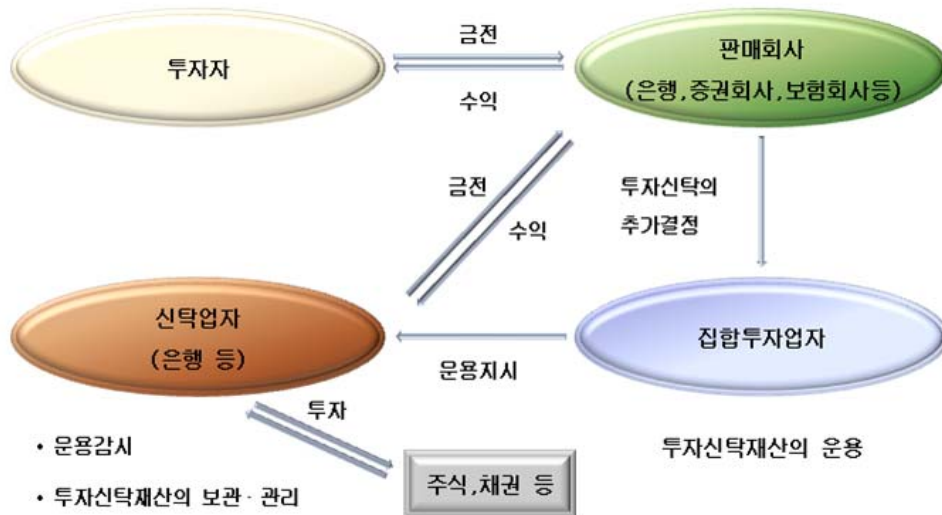 금전
투자자
판매회사
(은행,증권회사,보험회사등)
수익
금전
투자신탁의
수익
추가결정
신탁업자
(은행 등)
집합투자업자
운용지시
투자
• 운용감시
투자신탁재산의 운용
주식,채권 등
• 투자신탁재산의 보관·관리